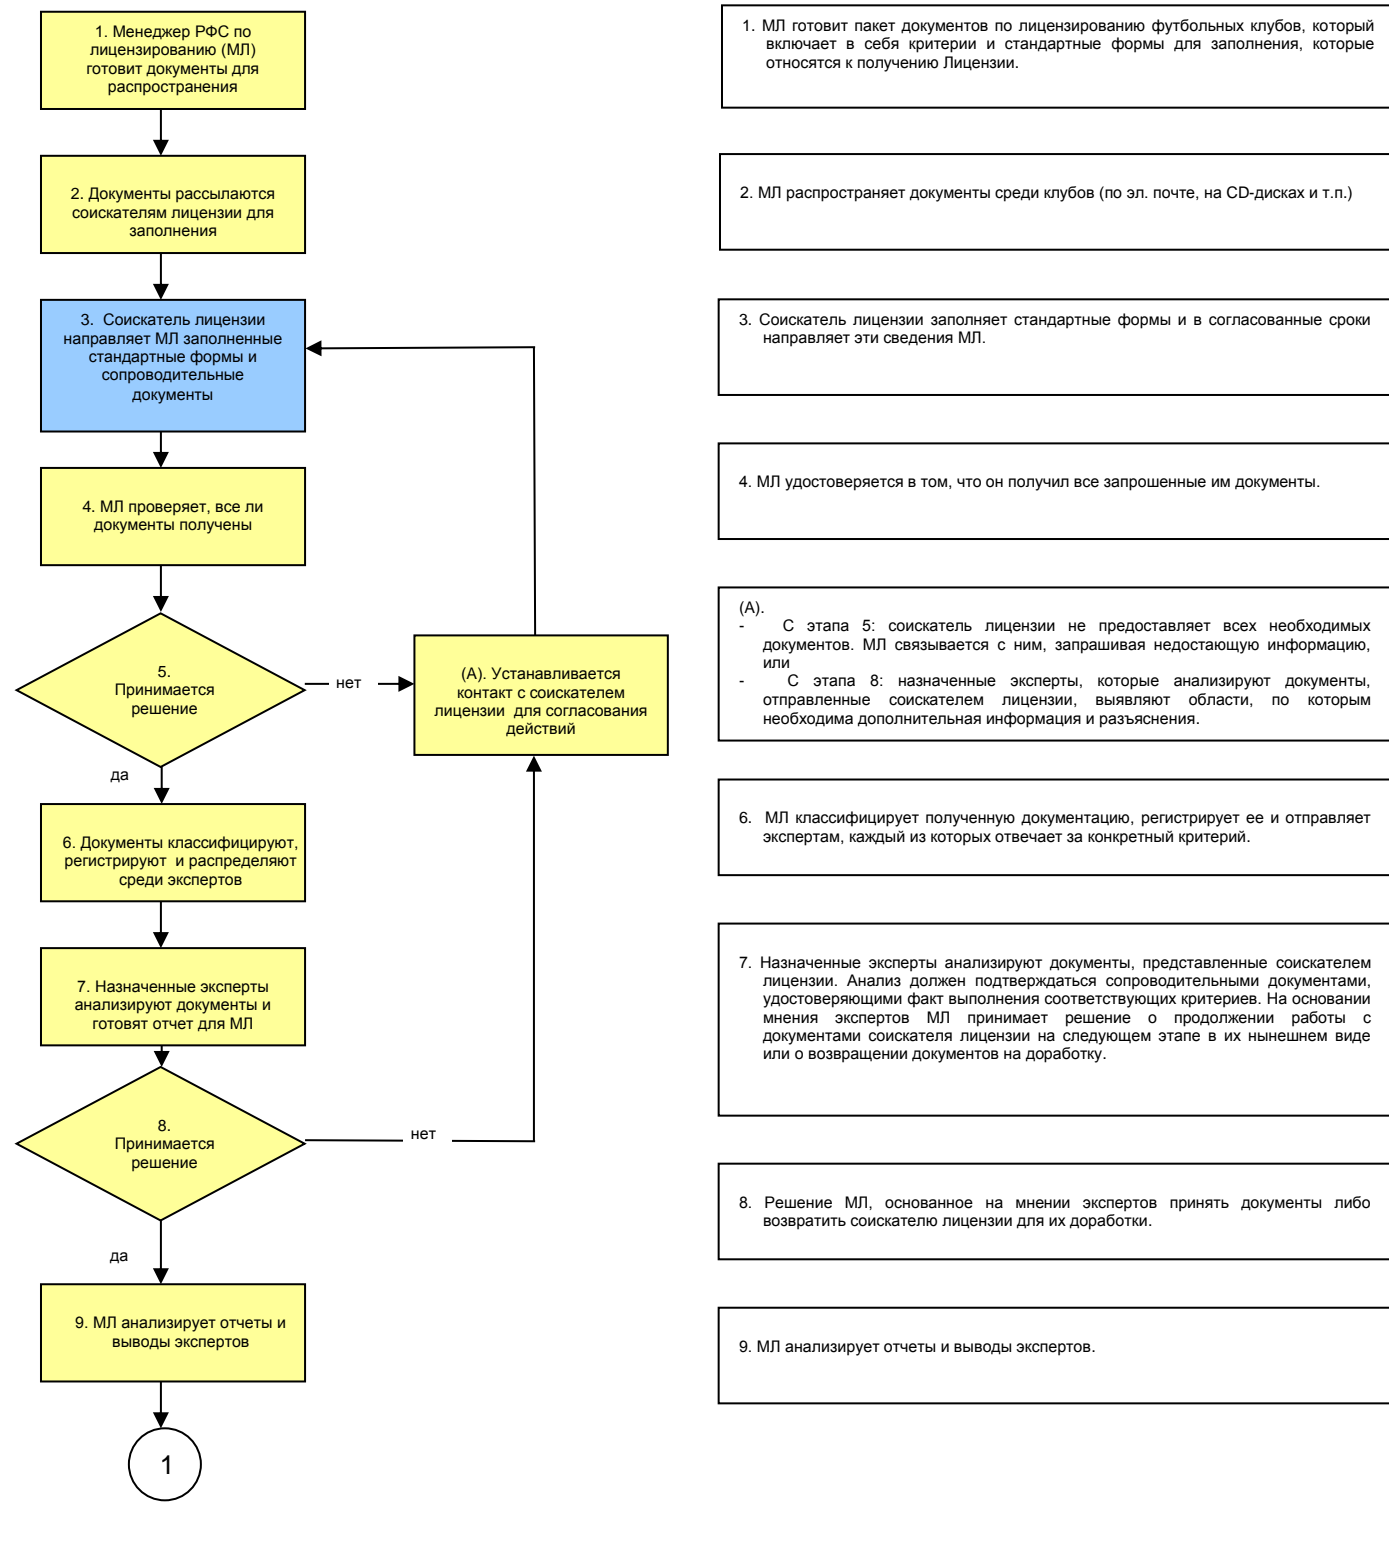 1. Менеджер РФС по
лицензированию (МЛ)
готовит документы для
распространения
2. Документы рассылаются
соискателям лицензии для
заполнения
3. Соискатель лицензии
направляет МЛ заполненные
стандартные формы и
сопроводительные
документы
4. МЛ проверяет, все ли
документы получены
5.
Принимается
решение
нет
(А). Устанавливается
контакт с соискателем
лицензии для согласования
действий
да
6. Документы классифицируют,
регистрируют и распределяют
среди экспертов
7. Назначенные эксперты
анализируют документы и
готовят отчет для МЛ
8.
Принимается
решение
нет
да
9. МЛ анализирует отчеты и
выводы экспертов
1
1. МЛ готовит пакет документов по лицензированию футбольных клубов, который
включает в себя критерии и стандартные формы для заполнения, которые
относятся к получению Лицензии.
2. МЛ распространяет документы среди клубов (по эл. почте, на CD-дисках и т.п.)
3. Соискатель лицензии заполняет стандартные формы и в согласованные сроки
направляет эти сведения МЛ.
4. МЛ удостоверяется в том, что он получил все запрошенные им документы.
(А).
- С этапа 5: соискатель лицензии не предоставляет всех необходимых
документов. МЛ связывается с ним, запрашивая недостающую информацию,
или
- С этапа 8: назначенные эксперты, которые анализируют документы,
отправленные соискателем лицензии, выявляют области, по которым
необходима дополнительная информация и разъяснения.
6. МЛ классифицирует полученную документацию, регистрирует ее и отправляет
экспертам, каждый из которых отвечает за конкретный критерий.
7. Назначенные эксперты анализируют документы, представленные соискателем
лицензии. Анализ должен подтверждаться сопроводительными документами,
удостоверяющими факт выполнения соответствующих критериев. На основании
мнения экспертов МЛ принимает решение о продолжении работы с
документами соискателя лицензии на следующем этапе в их нынешнем виде
или о возвращении документов на доработку.
8. Решение МЛ, основанное на мнении экспертов принять документы либо
возвратить соискателю лицензии для их доработки.
9. МЛ анализирует отчеты и выводы экспертов.